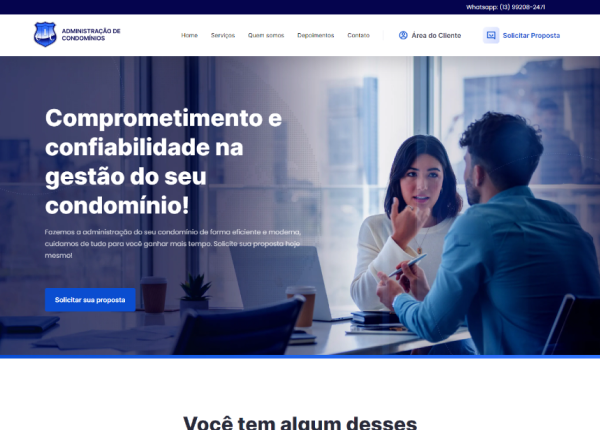 Whatsapp: (13) 99208-2471
ADMINISTRAÇÃO DE
CONDOMÍNIOS
Home Serviços Quem somos Depoimentos Contato Área do Cliente Solicitar Proposta
Comprometimento e
confiabilidade na
gestão do seu
condomínio!
Fazemos a administração do seu condomínio de forma eficiente e moderna,
cuidamos de tudo para você ganhar mais tempo. Solicite sua proposta hoje
mesmo!
Solicitar sua proposta
Você tem algum desses